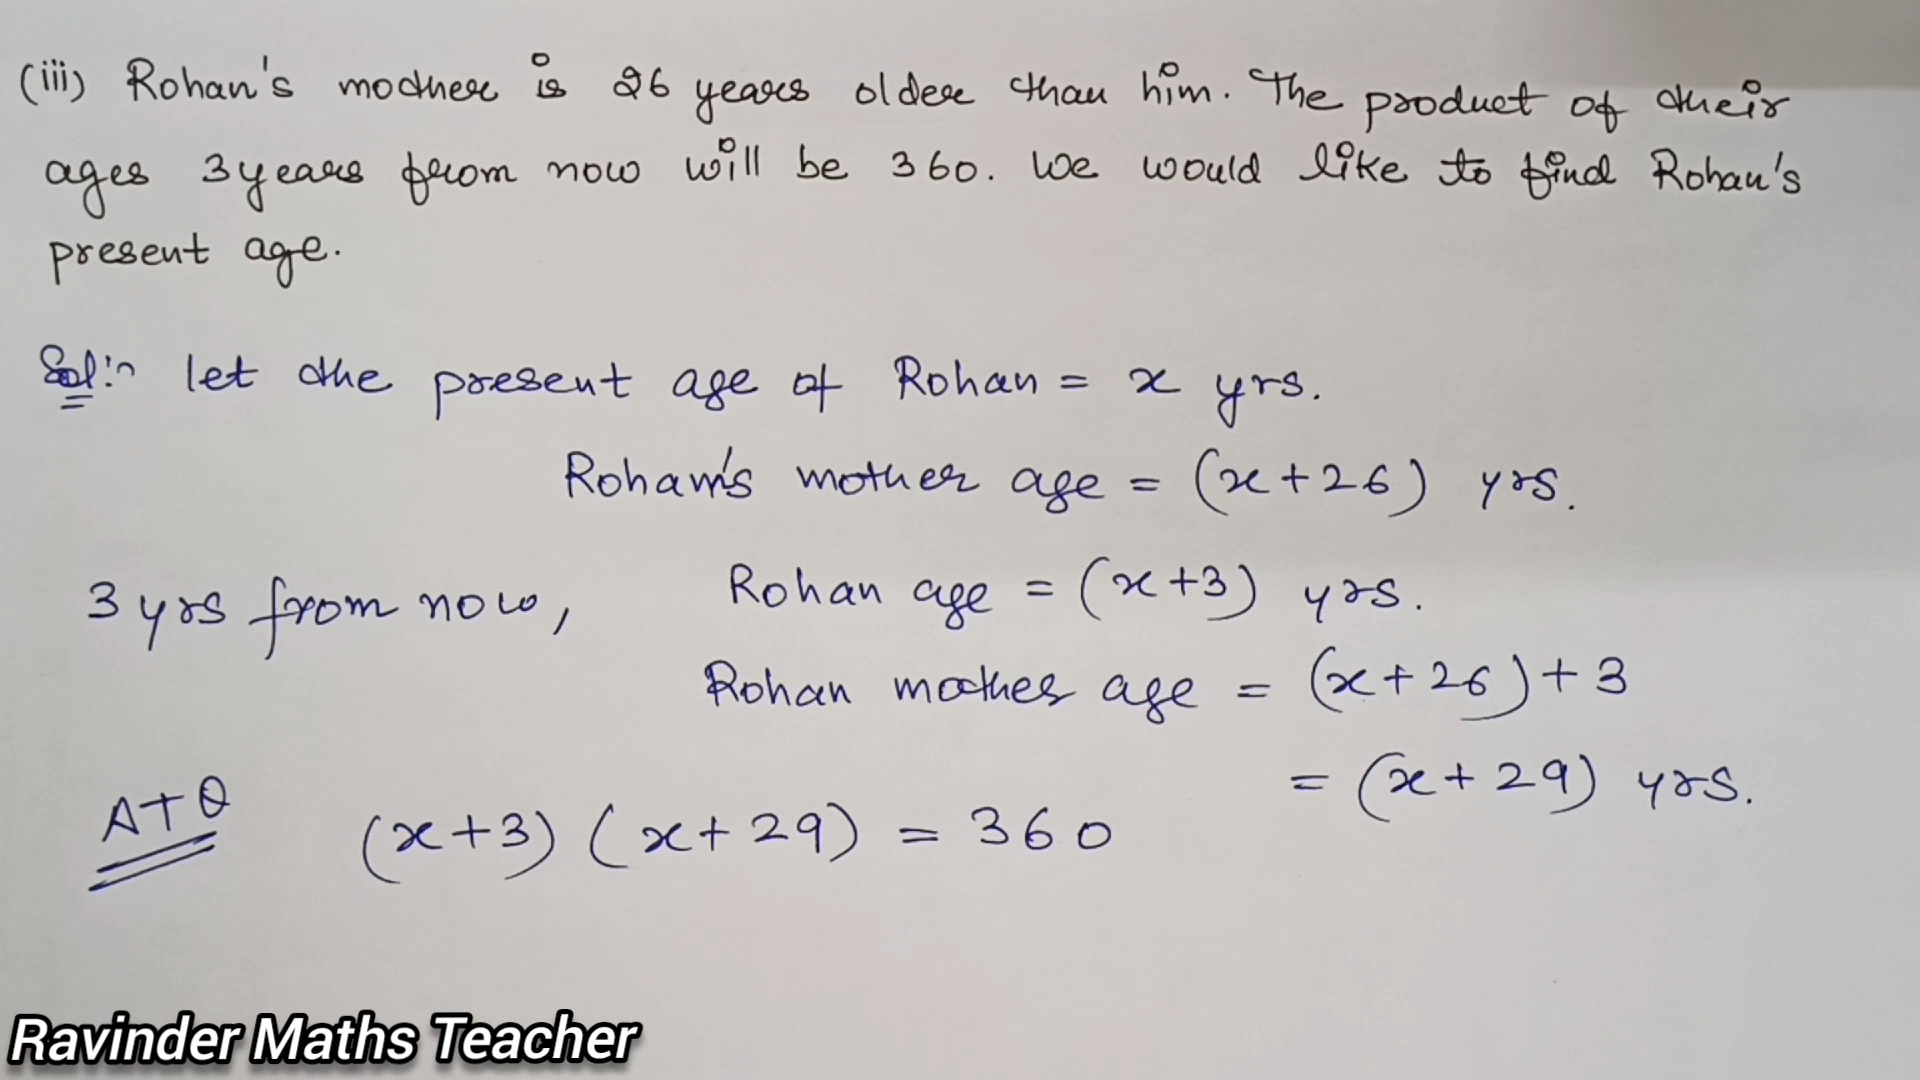 (iii) Rohan's mother is 26 years older than him. The product of their
ages 3 years from now will be 360. We would like to find Rohan's
present age.
Sol:n let the present age of Rohan = x yrs.
Rohan's mother age = (x+26) yrs.
3 yrs from now, Rohan age = (x+3) yrs.
Rohan mother age = (x+26)+3
= (x+29) yrs.
ATQ (x+3) (x+29) = 360
Ravinder Maths Teacher